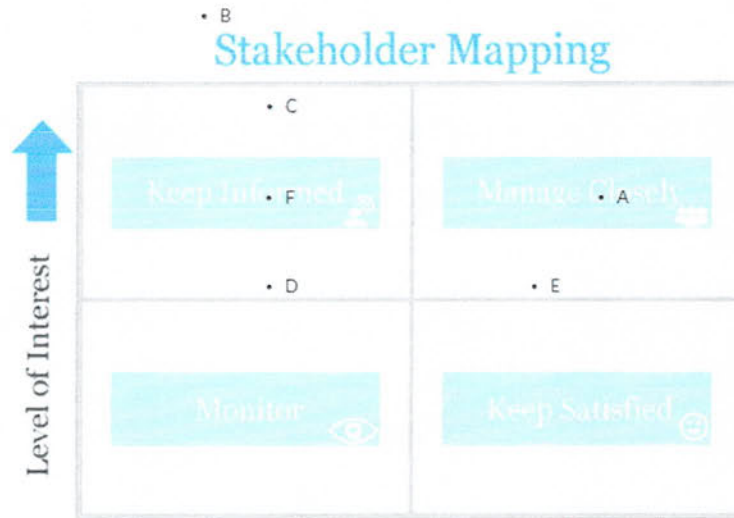 • B
Stakeholder Mapping
• C
Keep Informed
• F
Manage Closely
• A
Level of Interest
• D
• E
Monitor
Keep Satisfied